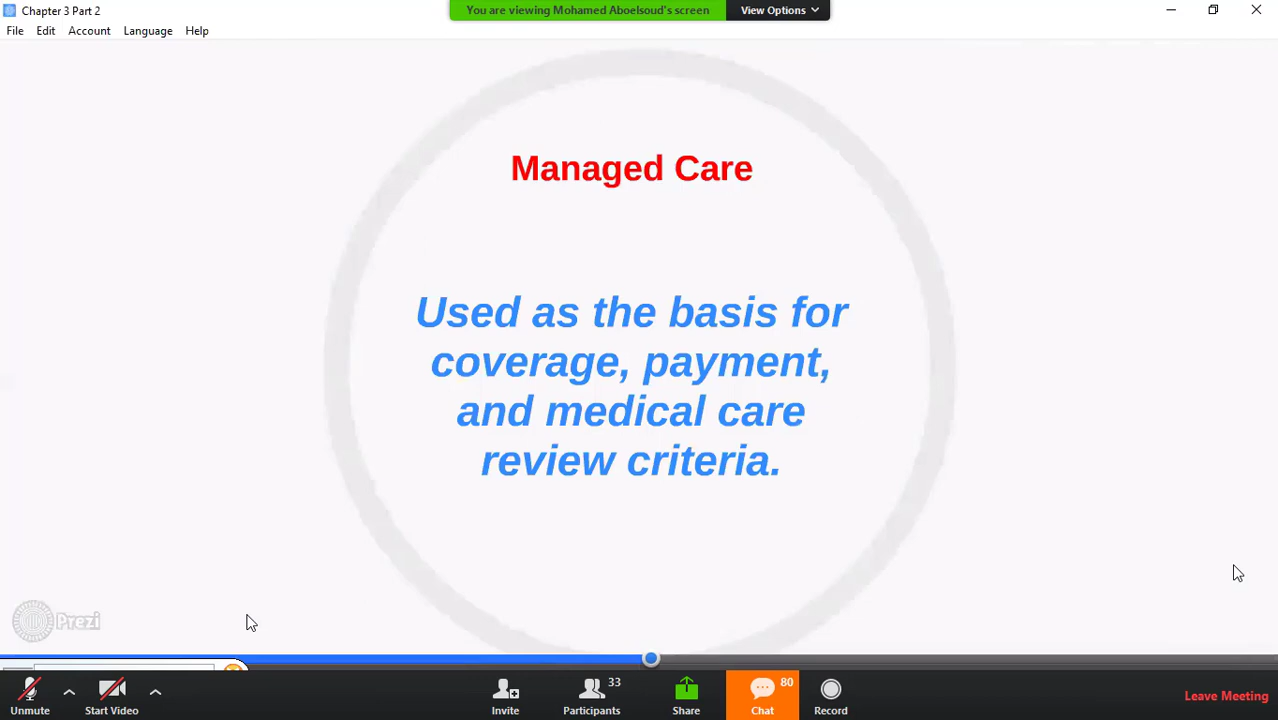 Chapter 3 Part 2
You are viewing Mohamed Aboelsoud's screen
View Options
File Edit Account Language Help
Managed Care
Used as the basis for
coverage, payment,
and medical care
review criteria.
Prezi
33
80
Unmute Start Video Invite Participants Share Chat Record Leave Meeting